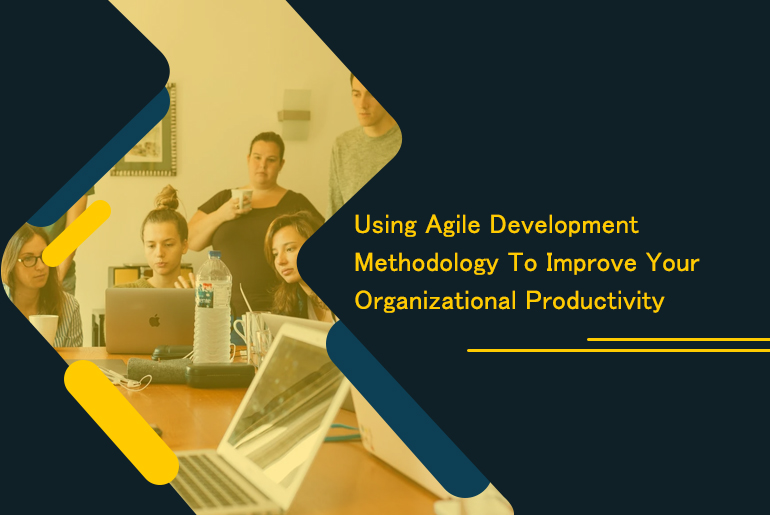 Using Agile Development
Methodology To Improve Your
Organizational Productivity